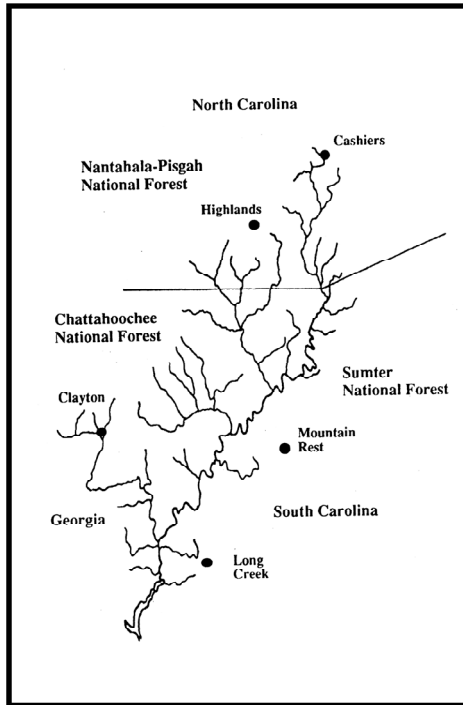 North Carolina
Cashiers
Nantahala-Pisgah
National Forest
Highlands
Chattahoochee
National Forest
Sumter
National Forest
Clayton
Mountain
Rest
Georgia
South Carolina
Long
Creek